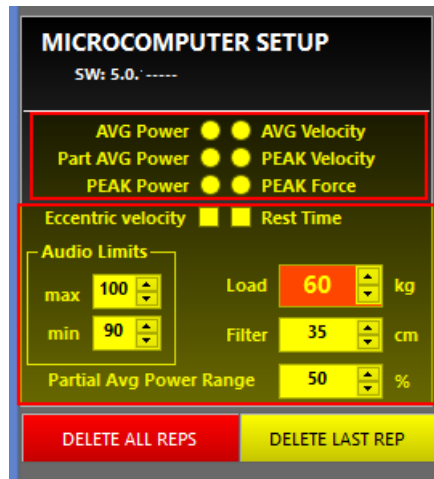 MICROCOMPUTER SETUP
SW: 5.0.-----
AVG Power AVG Velocity
Part AVG Power PEAK Velocity
PEAK Power PEAK Force
Eccentric velocity Rest Time
Audio Limits
max 100 Load 60 kg
min 90 Filter 35 cm
Partial Avg Power Range 50 %
DELETE ALL REPS DELETE LAST REP